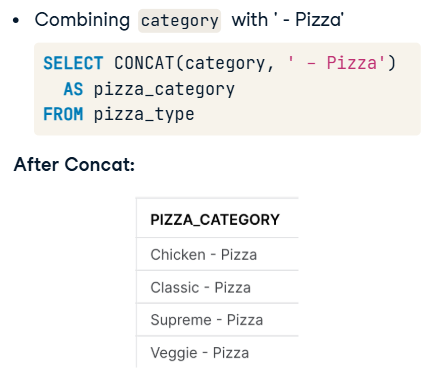 • Combining category with ' - Pizza'
SELECT CONCAT(category, ' - Pizza')
AS pizza_category
FROM pizza_type
After Concat:
PIZZA_CATEGORY
Chicken - Pizza
Classic - Pizza
Supreme - Pizza
Veggie - Pizza